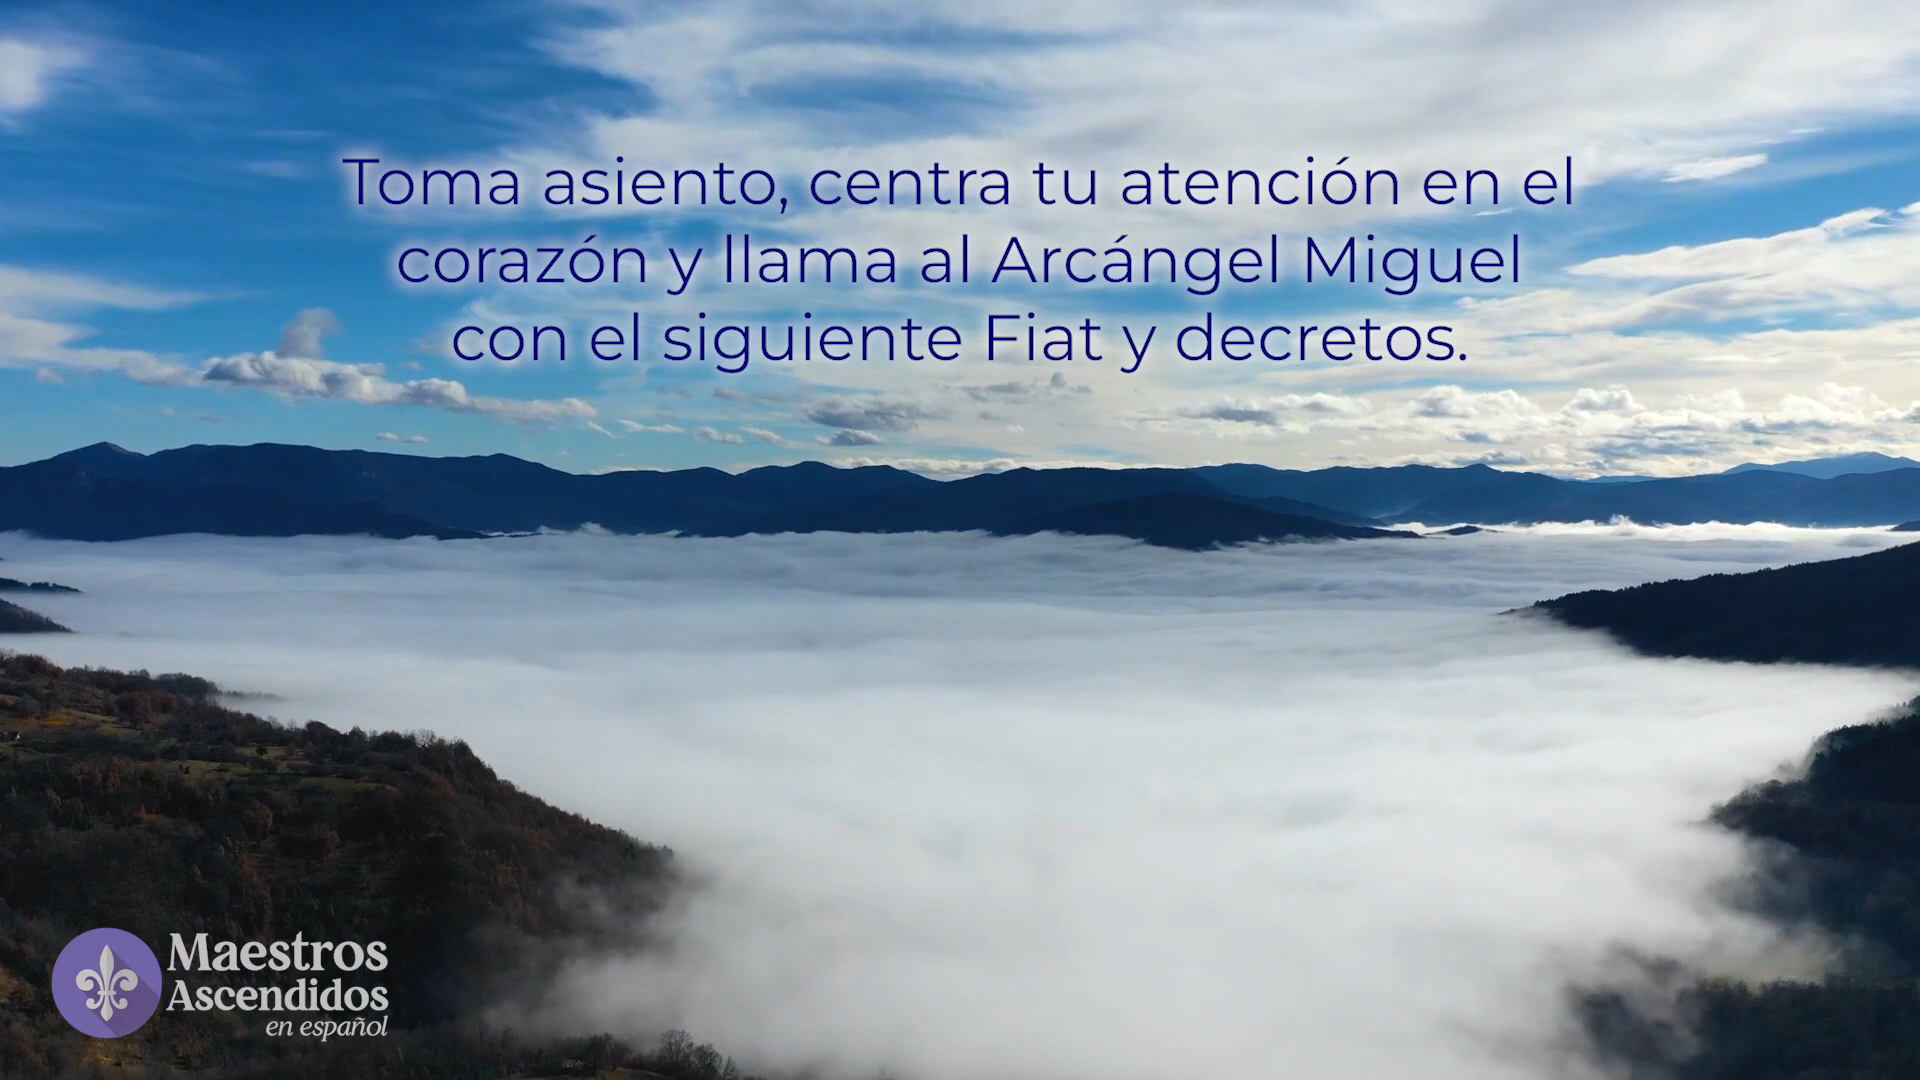 Toma asiento, centra tu atención en el
corazón y llama al Arcángel Miguel
con el siguiente Fiat y decretos.
Maestros
Ascendidos
en español